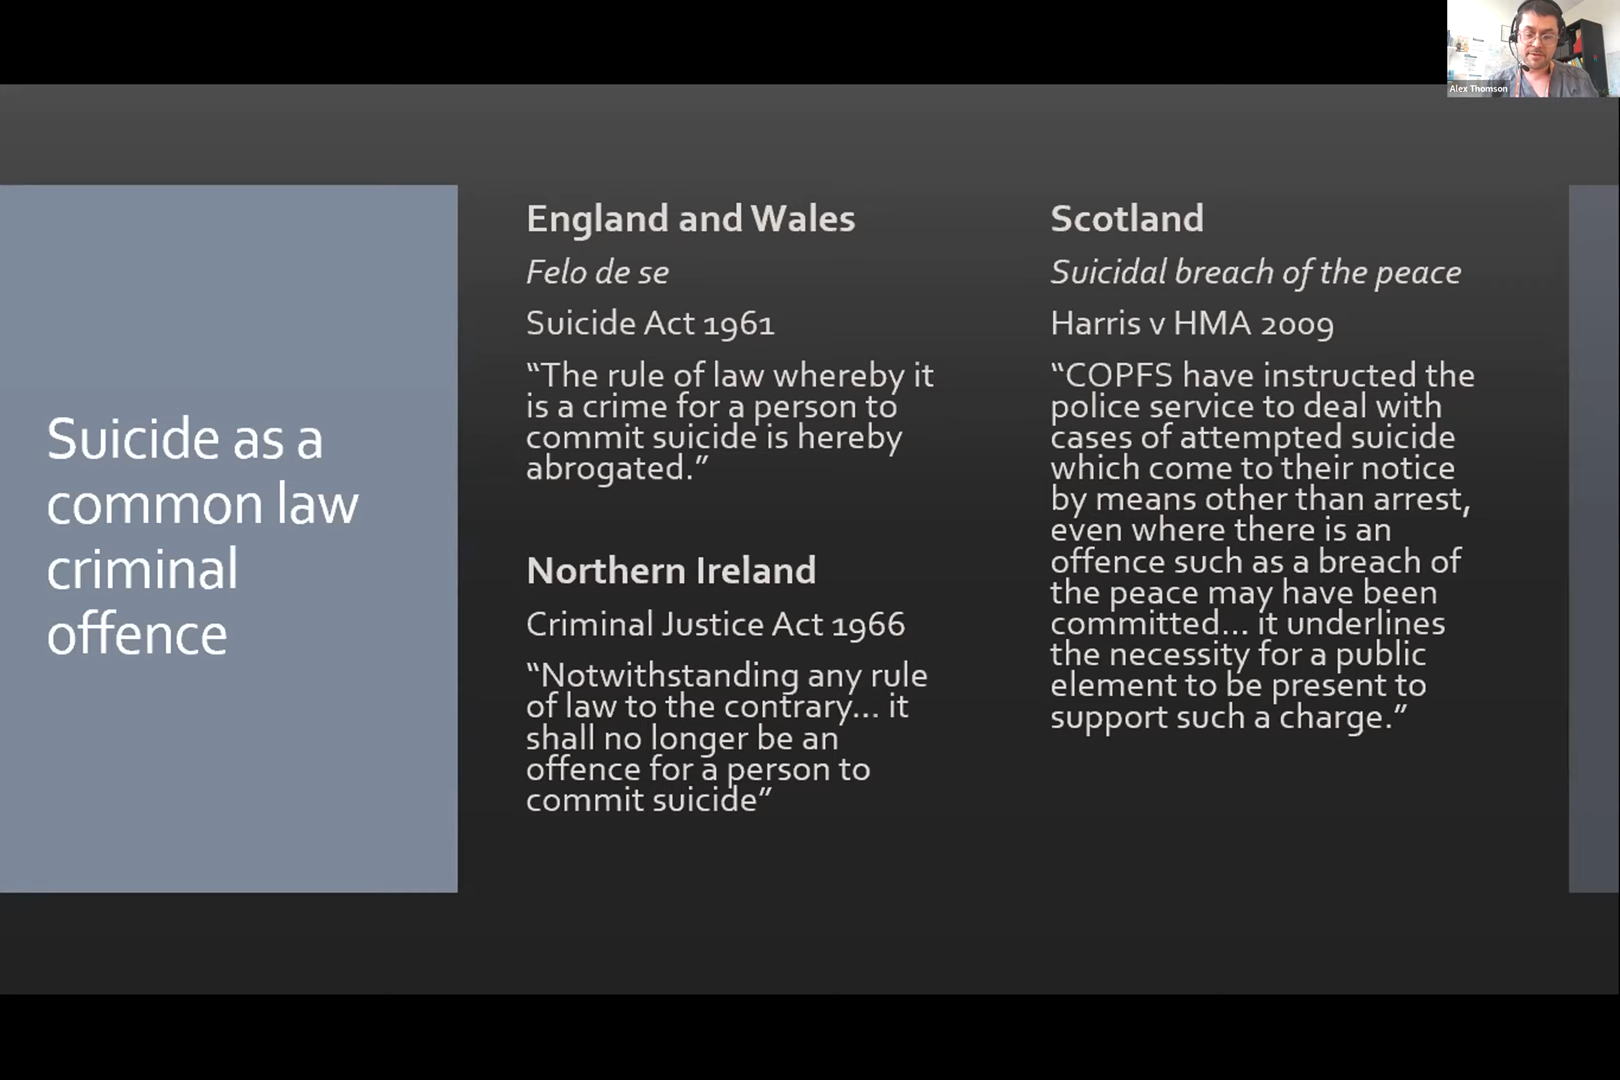 Alex Thomson
Suicide as a
common law
criminal
offence
England and Wales
Felo de se
Suicide Act 1961
“The rule of law whereby it
is a crime for a person to
commit suicide is hereby
abrogated.”
Northern Ireland
Criminal Justice Act 1966
“Notwithstanding any rule
of law to the contrary... it
shall no longer be an
offence for a person to
commit suicide”
Scotland
Suicidal breach of the peace
Harris v HMA 2009
“COPFS have instructed the
police service to deal with
cases of attempted suicide
which come to their notice
by means other than arrest,
even where there is an
offence such as a breach of
the peace may have been
committed... it underlines
the necessity for a public
element to be present to
support such a charge.”